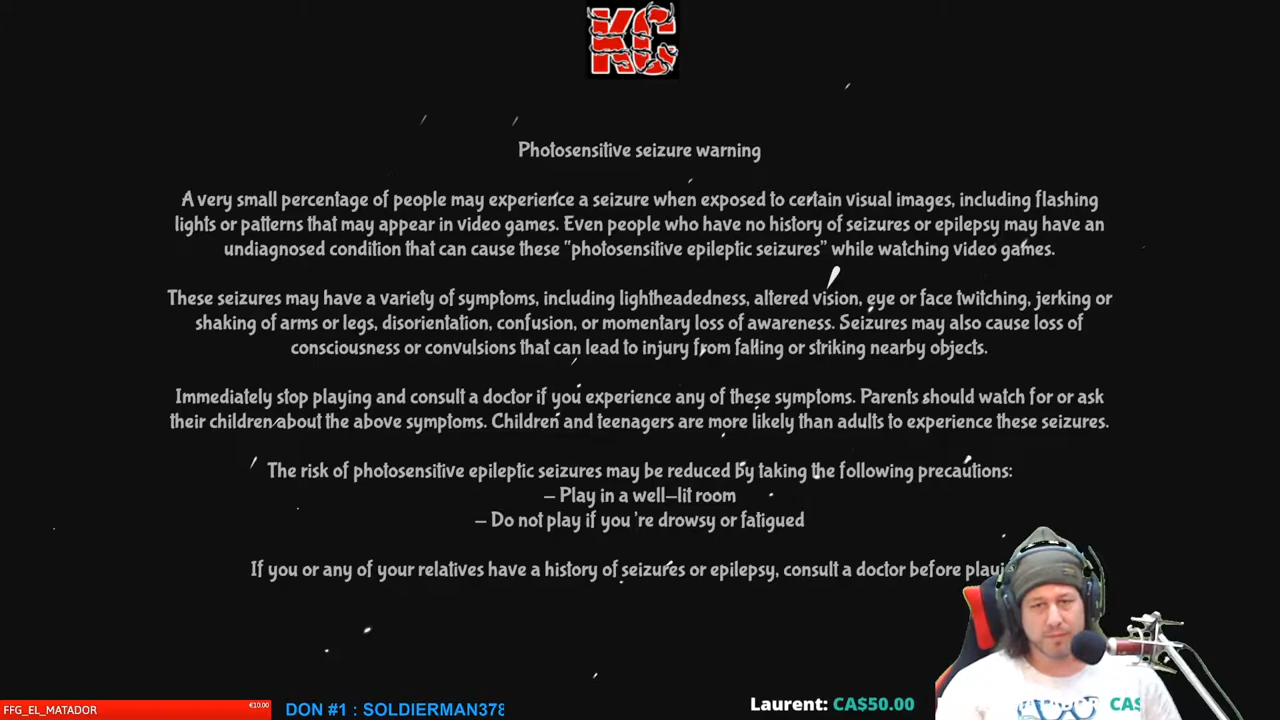 KC
Photosensitive seizure warning
A very small percentage of people may experience a seizure when exposed to certain visual images, including flashing
lights or patterns that may appear in video games. Even people who have no history of seizures or epilepsy may have an
undiagnosed condition that can cause these "photosensitive epileptic seizures" while watching video games.
These seizures may have a variety of symptoms, including lightheadedness, altered vision, eye or face twitching, jerking or
shaking of arms or legs, disorientation, confusion, or momentary loss of awareness. Seizures may also cause loss of
consciousness or convulsions that can lead to injury from falling or striking nearby objects.
Immediately stop playing and consult a doctor if you experience any of these symptoms. Parents should watch for or ask
their children about the above symptoms. Children and teenagers are more likely than adults to experience these seizures.
The risk of photosensitive epileptic seizures may be reduced by taking the following precautions:
– Play in a well–lit room
– Do not play if you're drowsy or fatigued
If you or any of your relatives have a history of seizures or epilepsy, consult a doctor before playi
FFG_EL_MATADOR €10.00 DON #1 : SOLDIERMAN378 Laurent: CA$50.00 CA$